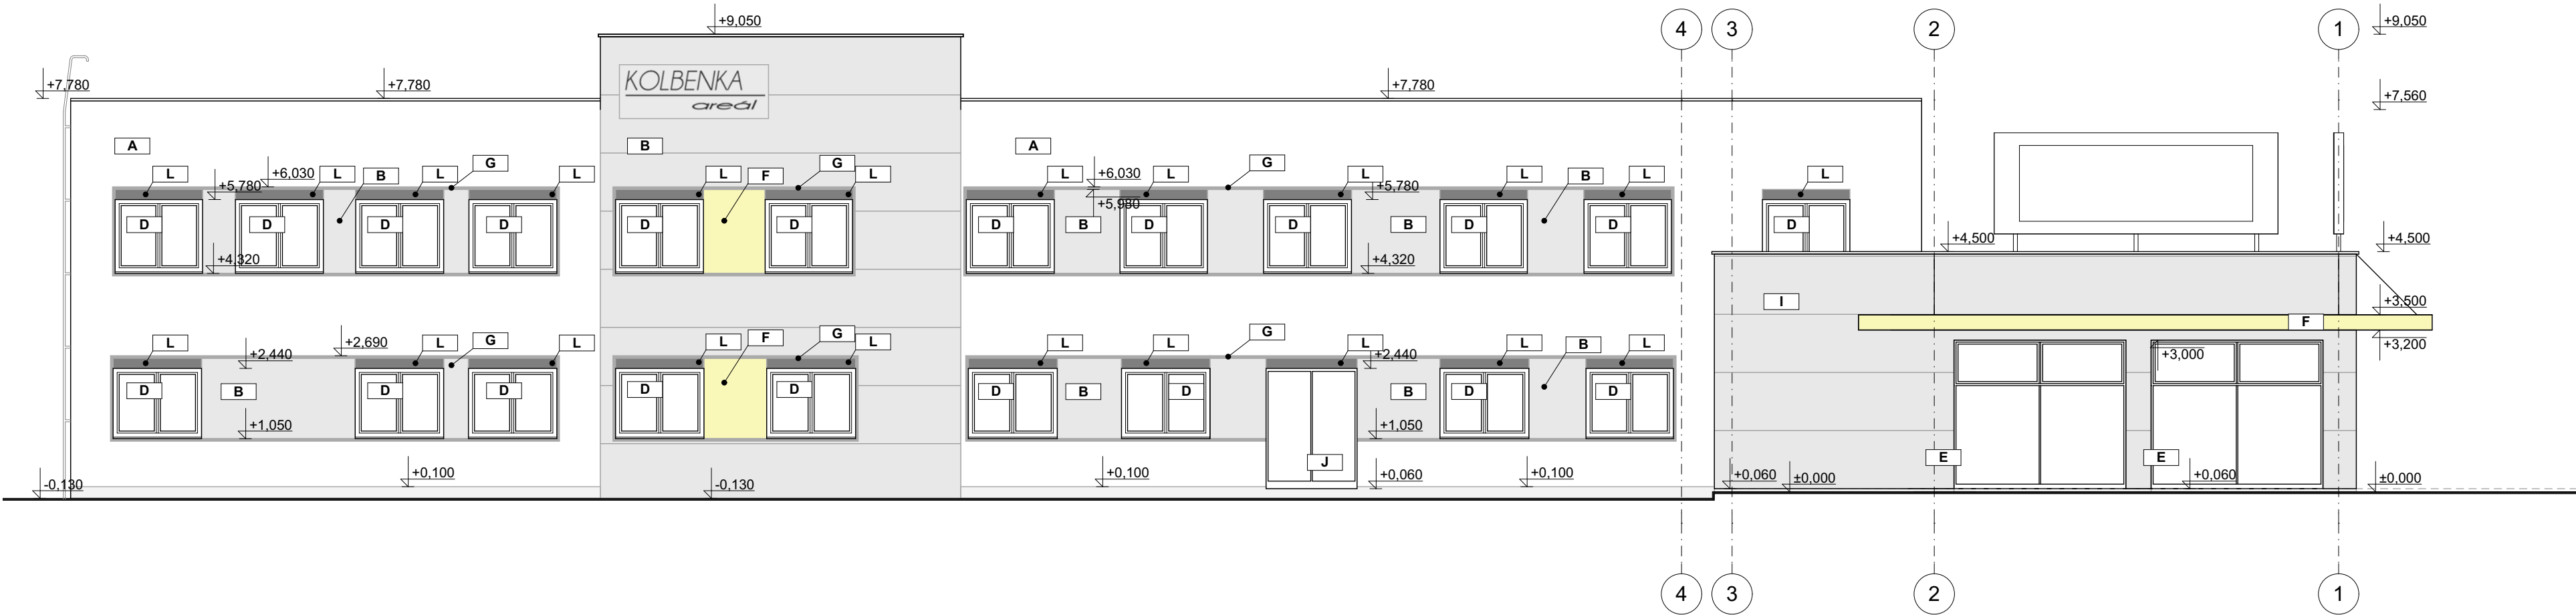 +9,050
4 3 2 1
+9,050
+7,780 +7,780 KOLBENKA +7,780 +7,560
areál
A B A
L +6,030 L B L G L L F G L L +6,030 L G L L B L L
+5,780 +5,780
+5,980
D D D D D D D B D D B D D D
+4,320 +4,320 +4,500 +4,500
I +3,500
F
L +2,690 L G L L F G L L L G L L B L +3,200
+2,440 +2,440 +3,000
D B D D D D D B D B D D
+1,050 +1,050
J E E
-0,130 +0,100 -0,130 +0,100 +0,060 +0,100 +0,060 ±0,000 +0,060 ±0,000
4 3 2 1